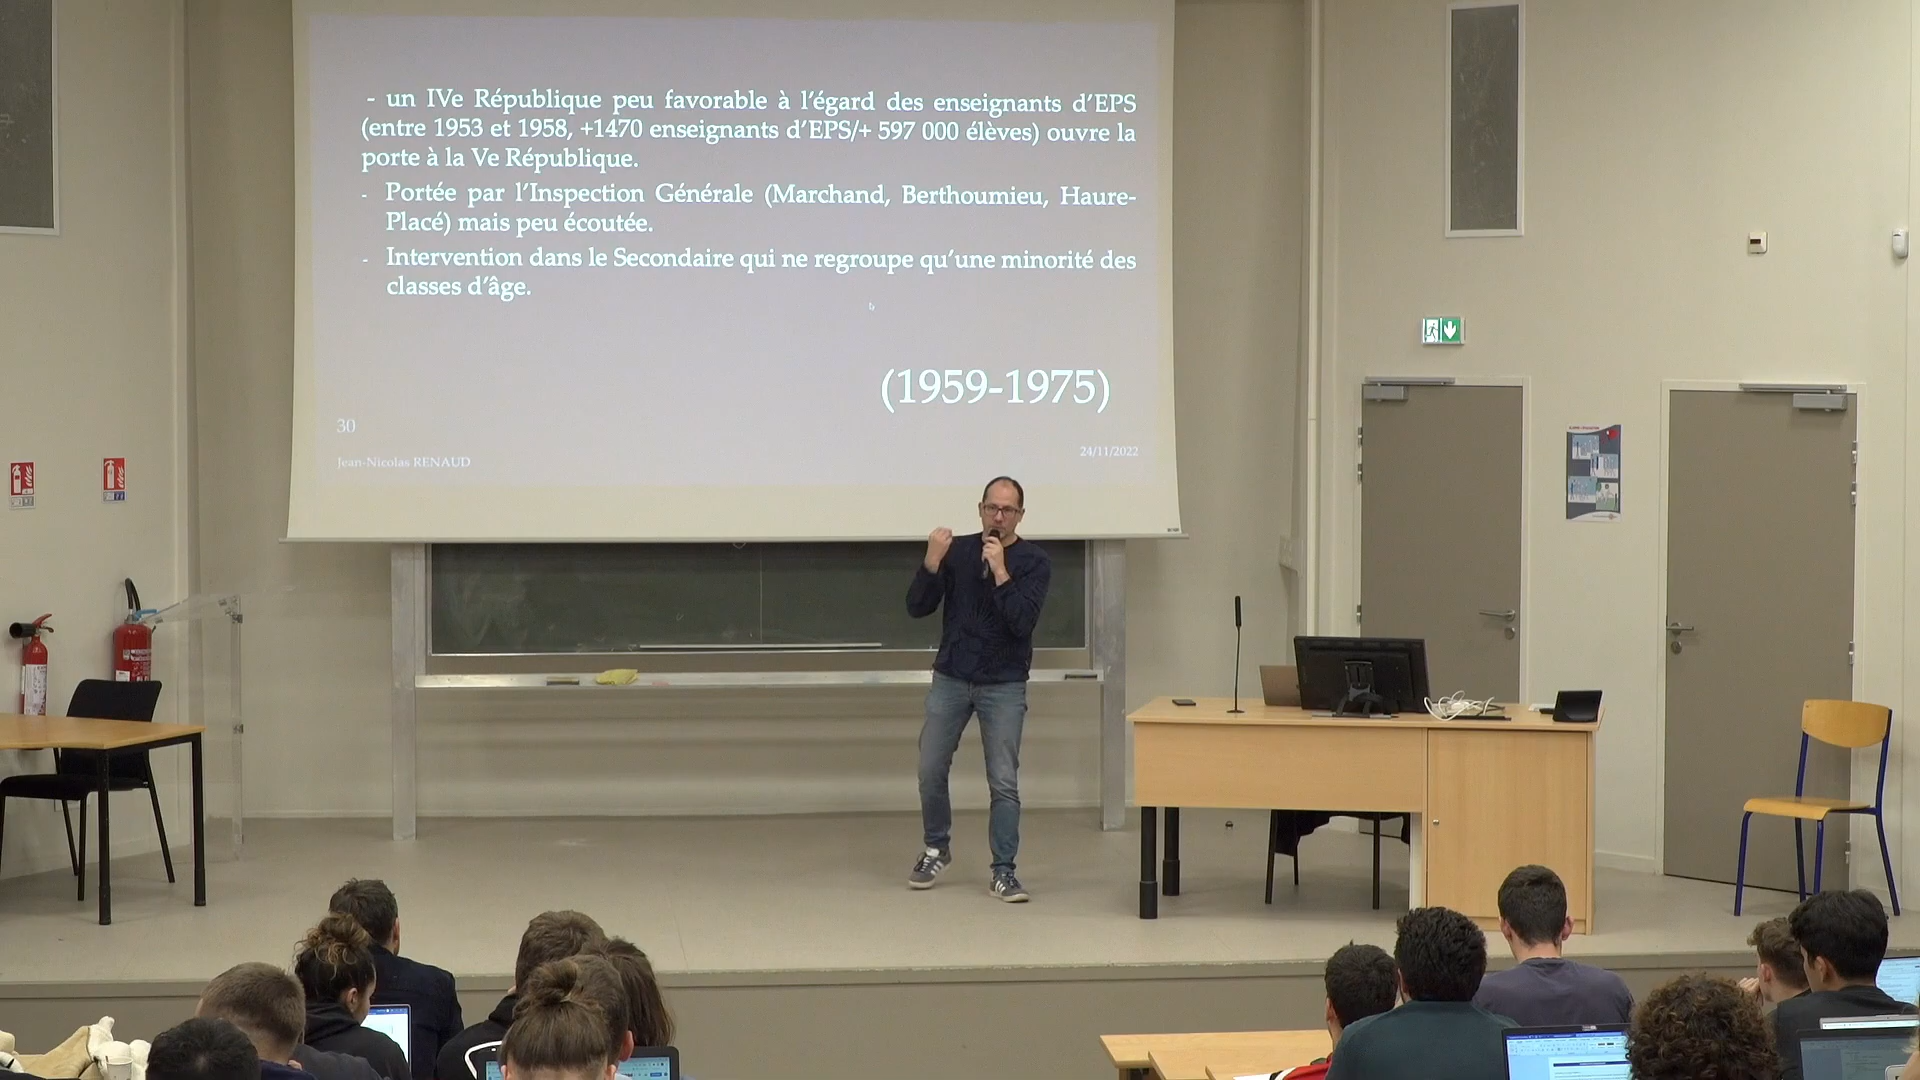 - un IVe République peu favorable à l'égard des enseignants d'EPS
(entre 1953 et 1958, +1470 enseignants d'EPS/+ 597 000 élèves) ouvre la
porte à la Ve République.
- Portée par l'Inspection Générale (Marchand, Berthoumieu, Haure-
Placé) mais peu écoutée.
- Intervention dans le Secondaire qui ne regroupe qu'une minorité des
classes d'âge.
(1959-1975)
30
Jean-Nicolas RENAUD
24/11/2022